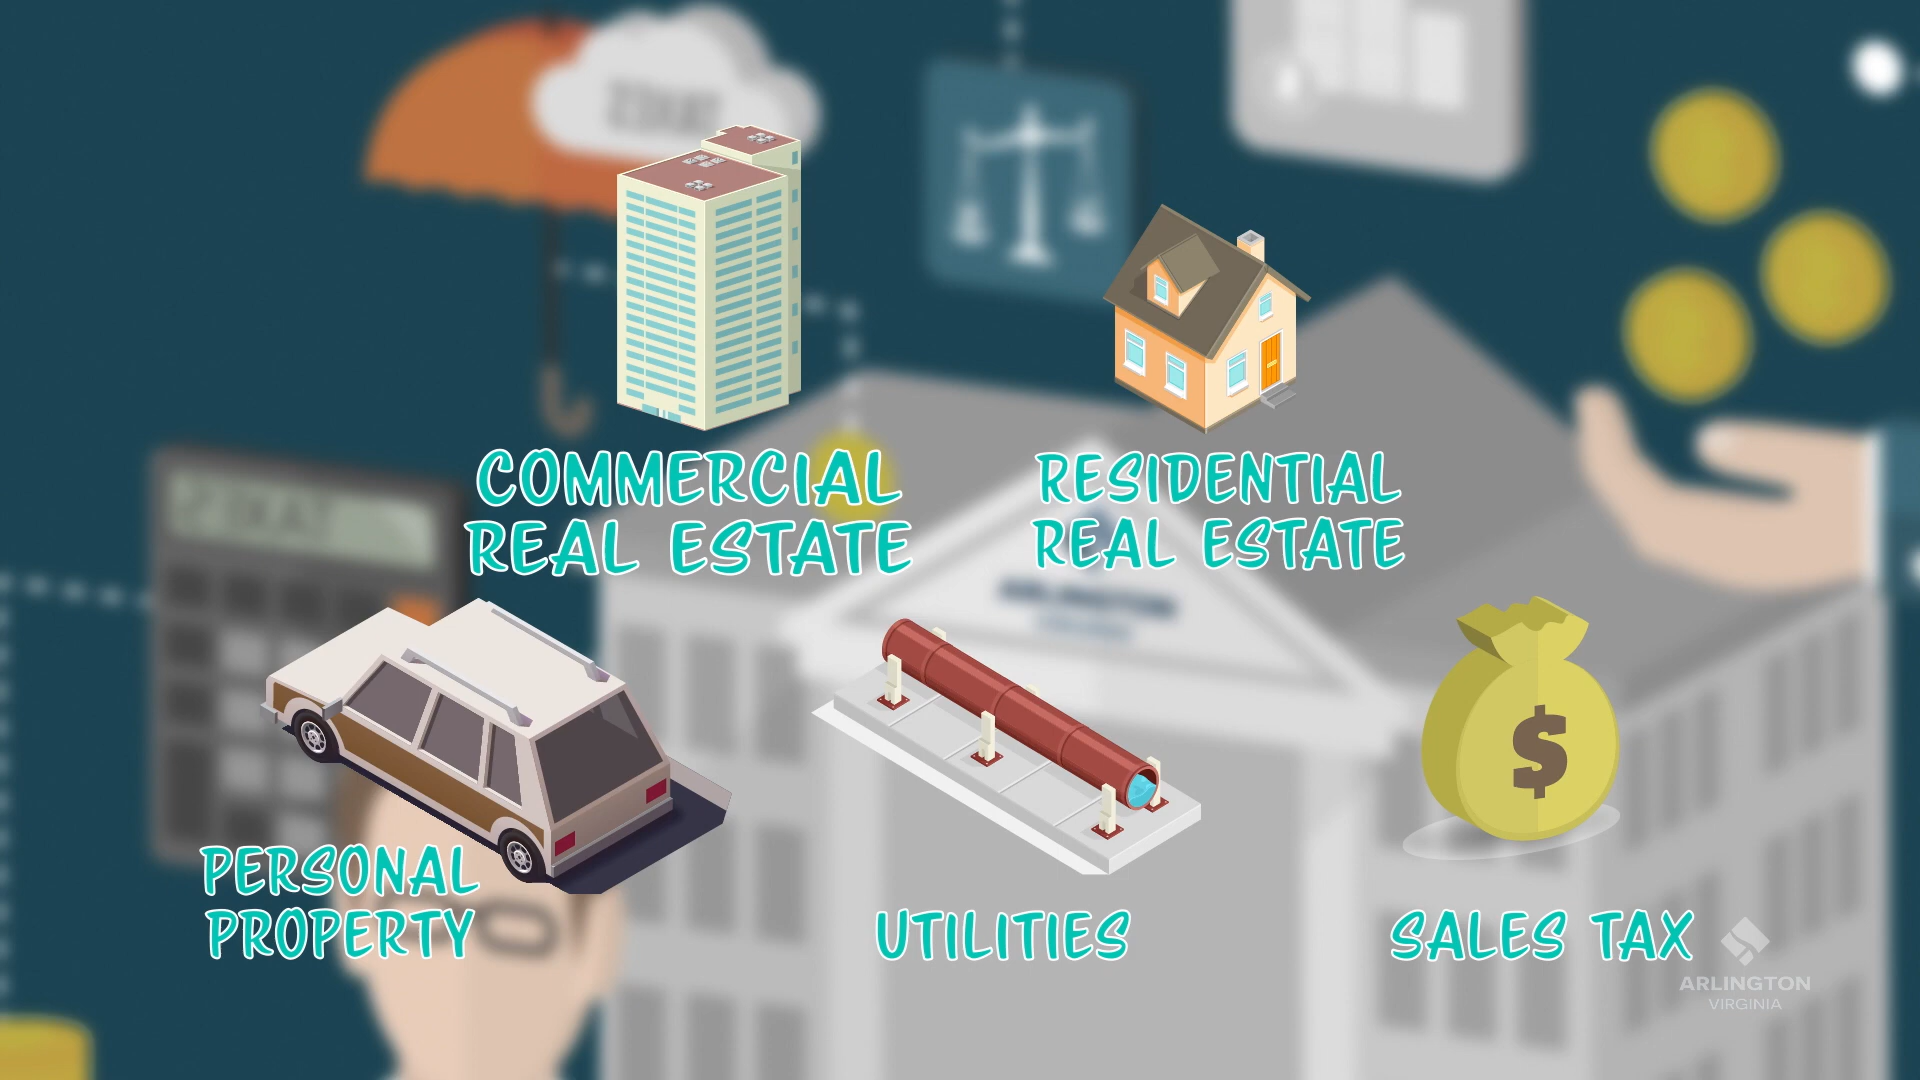 COMMERCIAL
REAL ESTATE
RESIDENTIAL
REAL ESTATE
PERSONAL
PROPERTY
UTILITIES
$
SALES TAX
ARLINGTON
VIRGINIA